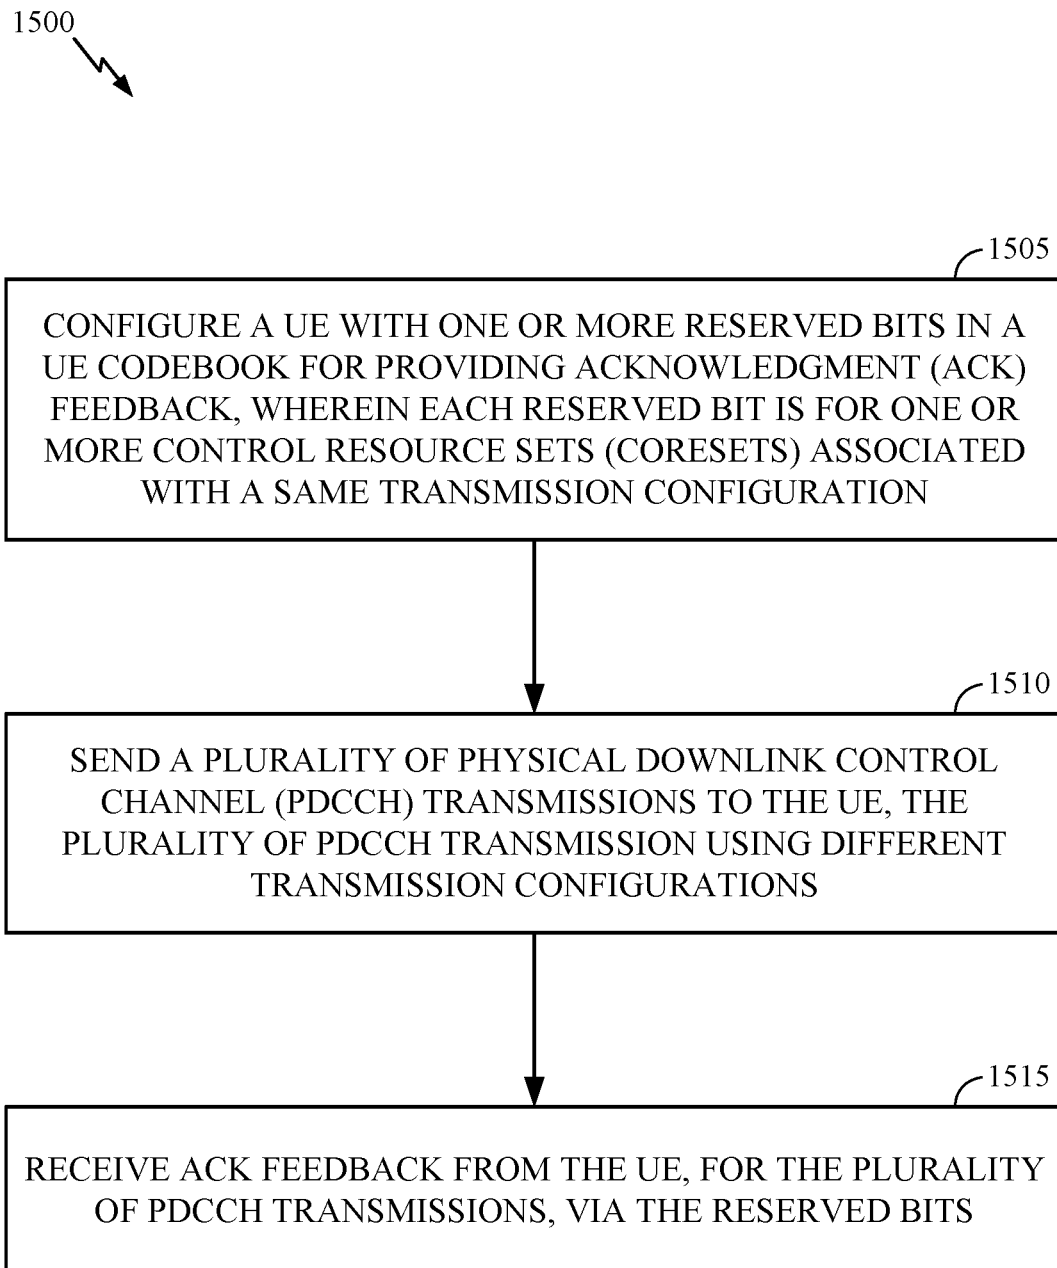 1500
1505
CONFIGURE A UE WITH ONE OR MORE RESERVED BITS IN A
UE CODEBOOK FOR PROVIDING ACKNOWLEDGMENT (ACK)
FEEDBACK, WHEREIN EACH RESERVED BIT IS FOR ONE OR
MORE CONTROL RESOURCE SETS (CORESETS) ASSOCIATED
WITH A SAME TRANSMISSION CONFIGURATION
1510
SEND A PLURALITY OF PHYSICAL DOWNLINK CONTROL
CHANNEL (PDCCH) TRANSMISSIONS TO THE UE, THE
PLURALITY OF PDCCH TRANSMISSION USING DIFFERENT
TRANSMISSION CONFIGURATIONS
1515
RECEIVE ACK FEEDBACK FROM THE UE, FOR THE PLURALITY
OF PDCCH TRANSMISSIONS, VIA THE RESERVED BITS